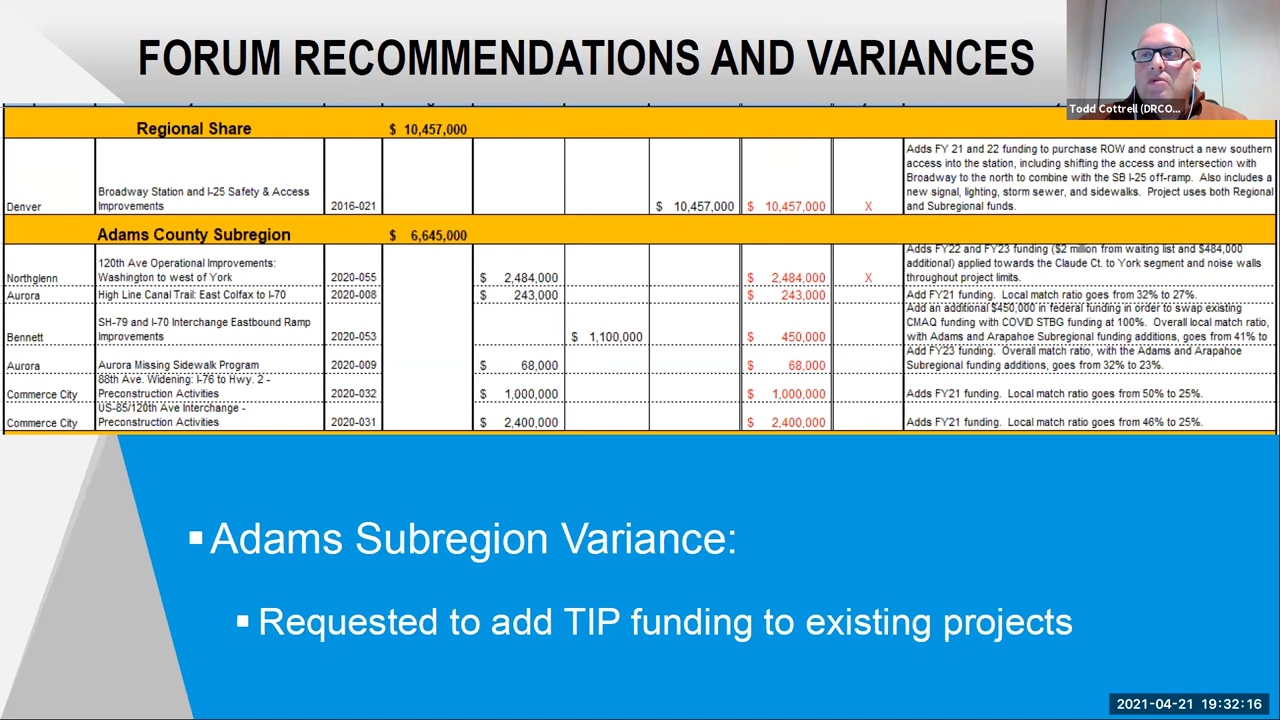 FORUM RECOMMENDATIONS AND VARIANCES
Todd Cottrell (DRCO...
Regional Share $ 10,457,000
Denver
Broadway Station and I-25 Safety & Access
Improvements
2016-021
$ 10,457,000
$ 10,457,000
X
Adds FY 21 and 22 funding to purchase ROW and construct a new southern
access into the station, including shifting the access and intersection with
Broadway to the north to combine with the SB I-25 off-ramp. Also includes a
new signal, lighting, storm sewer, and sidewalks. Project uses both Regional
and Subregional funds.
Adams County Subregion $ 6,645,000
Northglenn
120th Ave Operational Improvements:
Washington to west of York
2020-055
$ 2,484,000
$ 2,484,000
X
Adds FY22 and FY23 funding ($2 million from waiting list and $484,000
additional) applied towards the Claude Ct. to York segment and noise walls
throughout project limits.
Aurora
High Line Canal Trail: East Colfax to I-70
2020-008
$ 243,000
$ 243,000
Add FY21 funding. Local match ratio goes from 32% to 27%.
Bennett
SH-79 and I-70 Interchange Eastbound Ramp
Improvements
2020-053
$ 1,100,000
$ 450,000
Add an additional $450,000 in federal funding in order to swap existing
CMAQ funding with COVID STBG funding at 100%. Overall local match ratio,
with Adams and Arapahoe Subregional funding additions, goes from 41% to
Aurora
Aurora Missing Sidewalk Program
2020-009
$ 68,000
$ 68,000
Add FY23 funding. Overall match ratio, with the Adams and Arapahoe
Subregional funding additions, goes from 32% to 23%.
Commerce City
88th Ave. Widening: I-76 to Hwy. 2 -
Preconstruction Activities
2020-032
$ 1,000,000
$ 1,000,000
Adds FY21 funding. Local match ratio goes from 50% to 25%.
Commerce City
US-85/120th Ave Interchange -
Preconstruction Activities
2020-031
$ 2,400,000
$ 2,400,000
Adds FY21 funding. Local match ratio goes from 46% to 25%.
▪ Adams Subregion Variance:
▪ Requested to add TIP funding to existing projects
2021-04-21 19:32:16